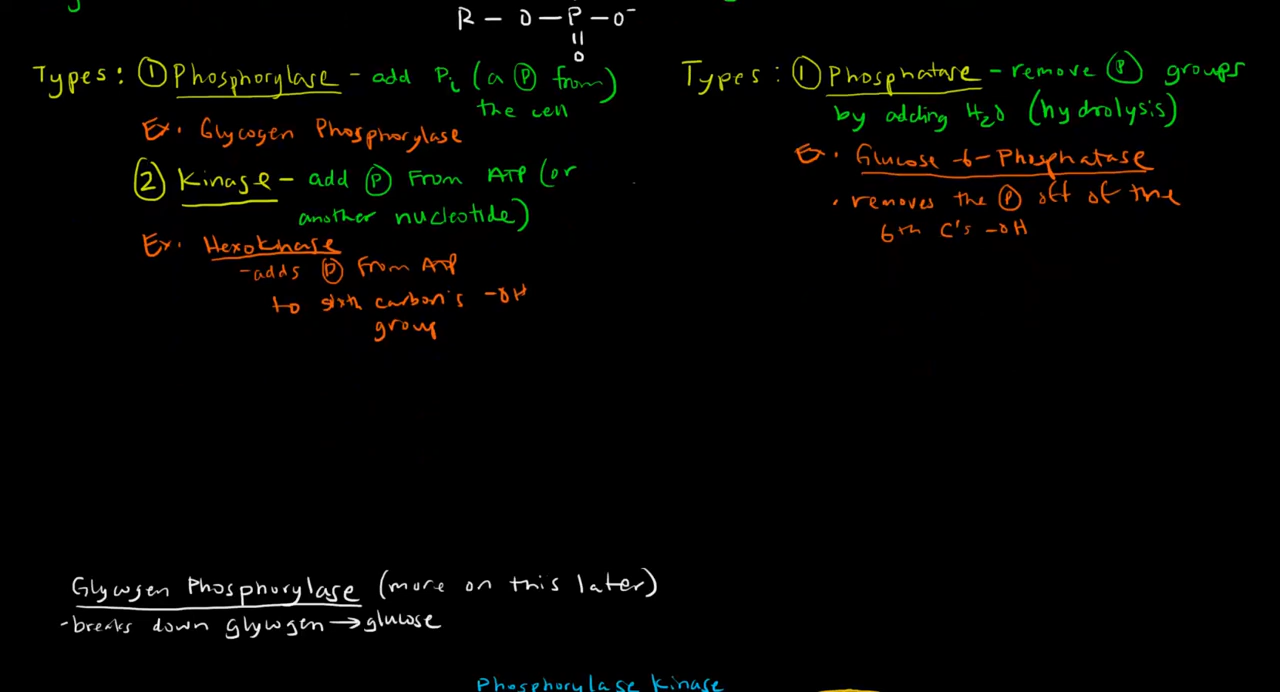 R — O — P — O⁻
||
O
Types: ① Phosphorylase - add Pi (a Ⓟ from
the cell)
Ex. Glycogen Phosphorylase
② Kinase - add Ⓟ From ATP (or
another nucleotide)
Ex. Hexokinase
- adds Ⓟ From ATP
to sixth carbon's -OH
group
Types: ① Phosphatase - remove Ⓟ groups
by adding H₂O (hydrolysis)
Ex. Glucose-6-Phosphatase
• removes the Ⓟ off of the
6th C's -OH
Glycogen Phosphorylase (more on this later)
- breaks down glycogen → glucose
Phosphorylase Kinase